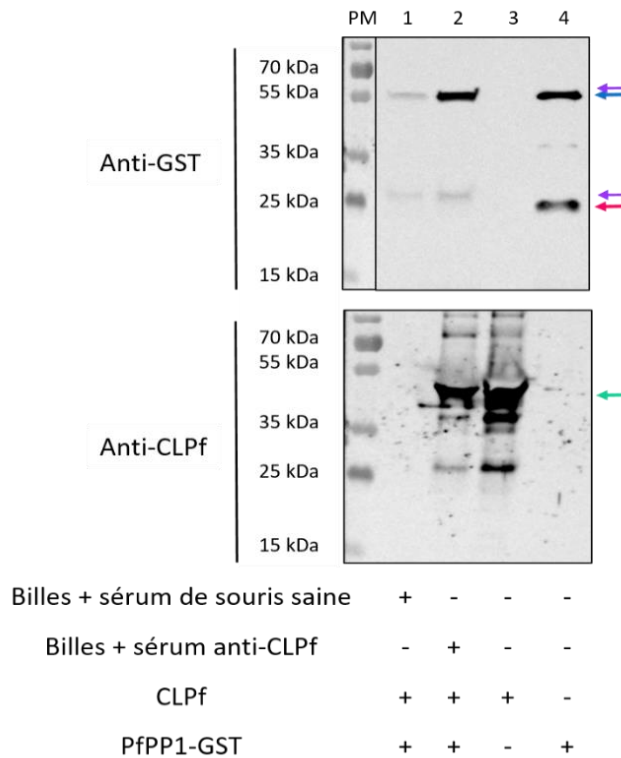 PM 1 2 3 4
70 kDa
55 kDa
35 kDa
Anti-GST
25 kDa
15 kDa
70 kDa
55 kDa
35 kDa
Anti-CLPf
25 kDa
15 kDa
Billes + sérum de souris saine + - - -
Billes + sérum anti-CLPf - + - -
CLPf + + + -
PfPP1-GST + + - +